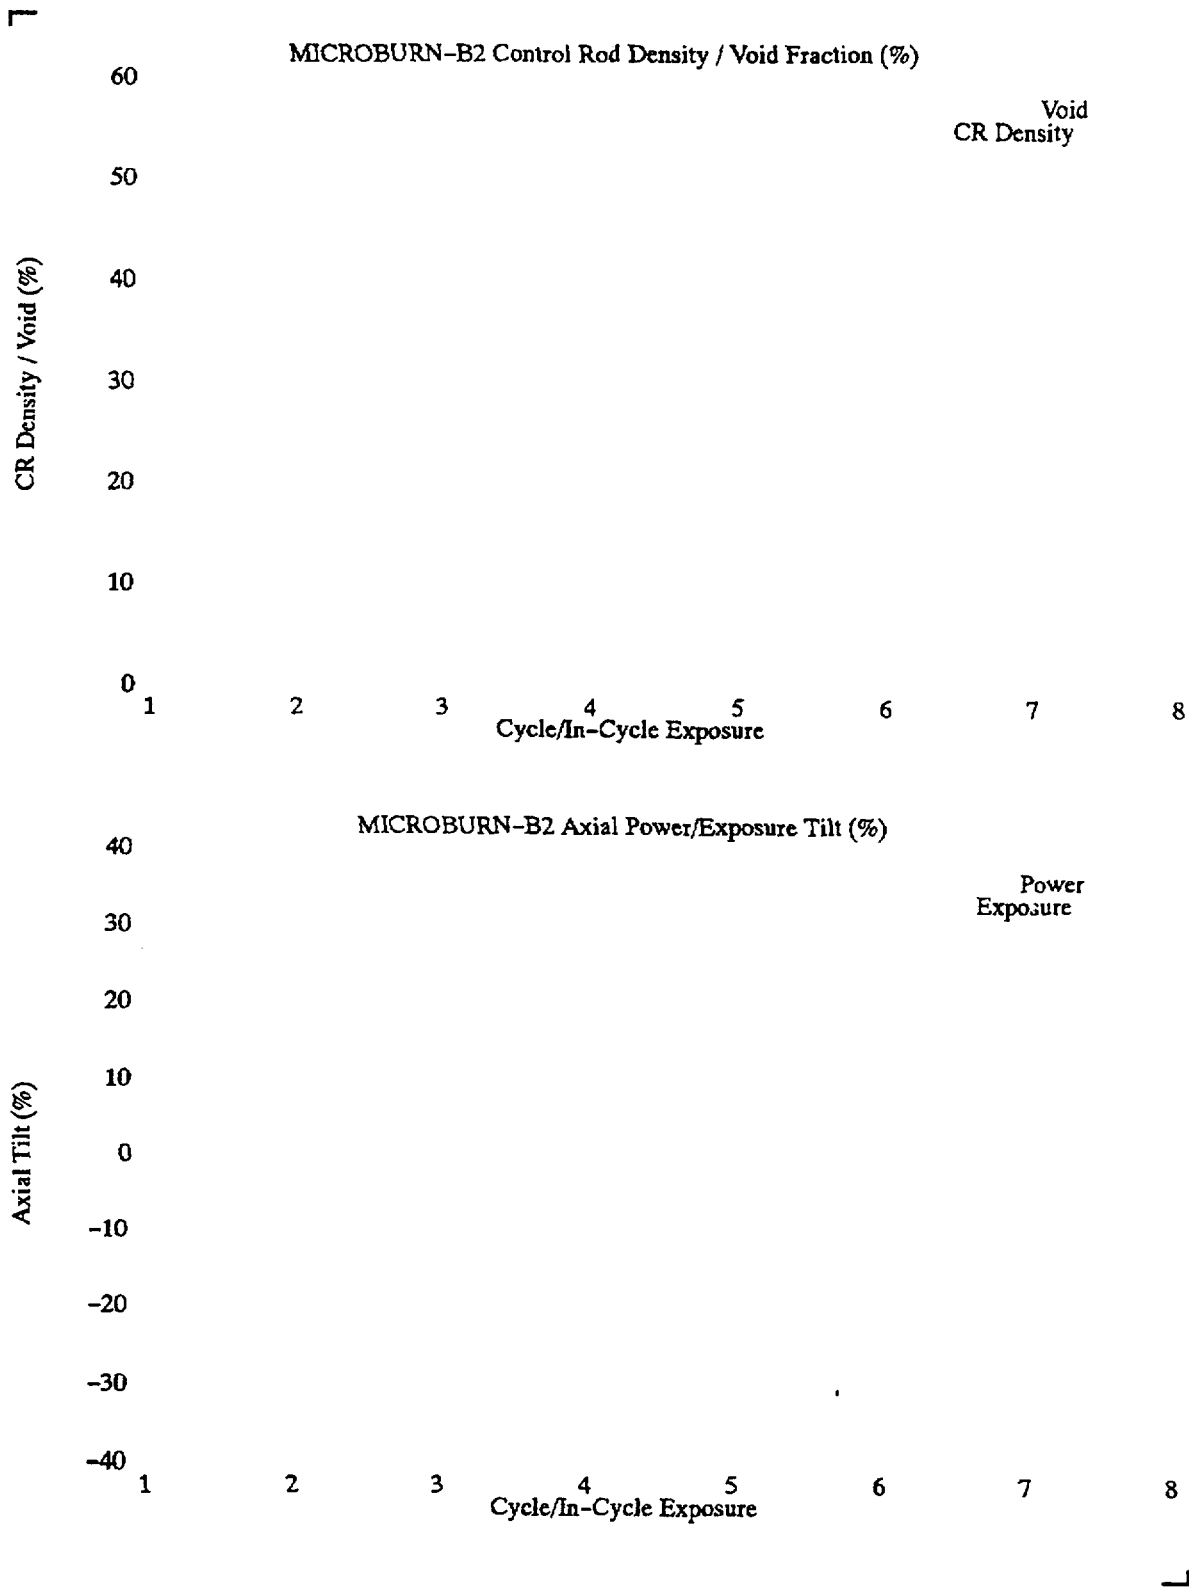 MICROBURN-B2 Control Rod Density / Void Fraction (%)
60
Void
CR Density
50
40
30
20
10
0
CR Density / Void (%)
1 2 3 4 5 6 7 8
Cycle/In-Cycle Exposure
MICROBURN-B2 Axial Power/Exposure Tilt (%)
40
Power
Exposure
30
20
10
0
-10
-20
-30
-40
Axial Tilt (%)
1 2 3 4 5 6 7 8
Cycle/In-Cycle Exposure